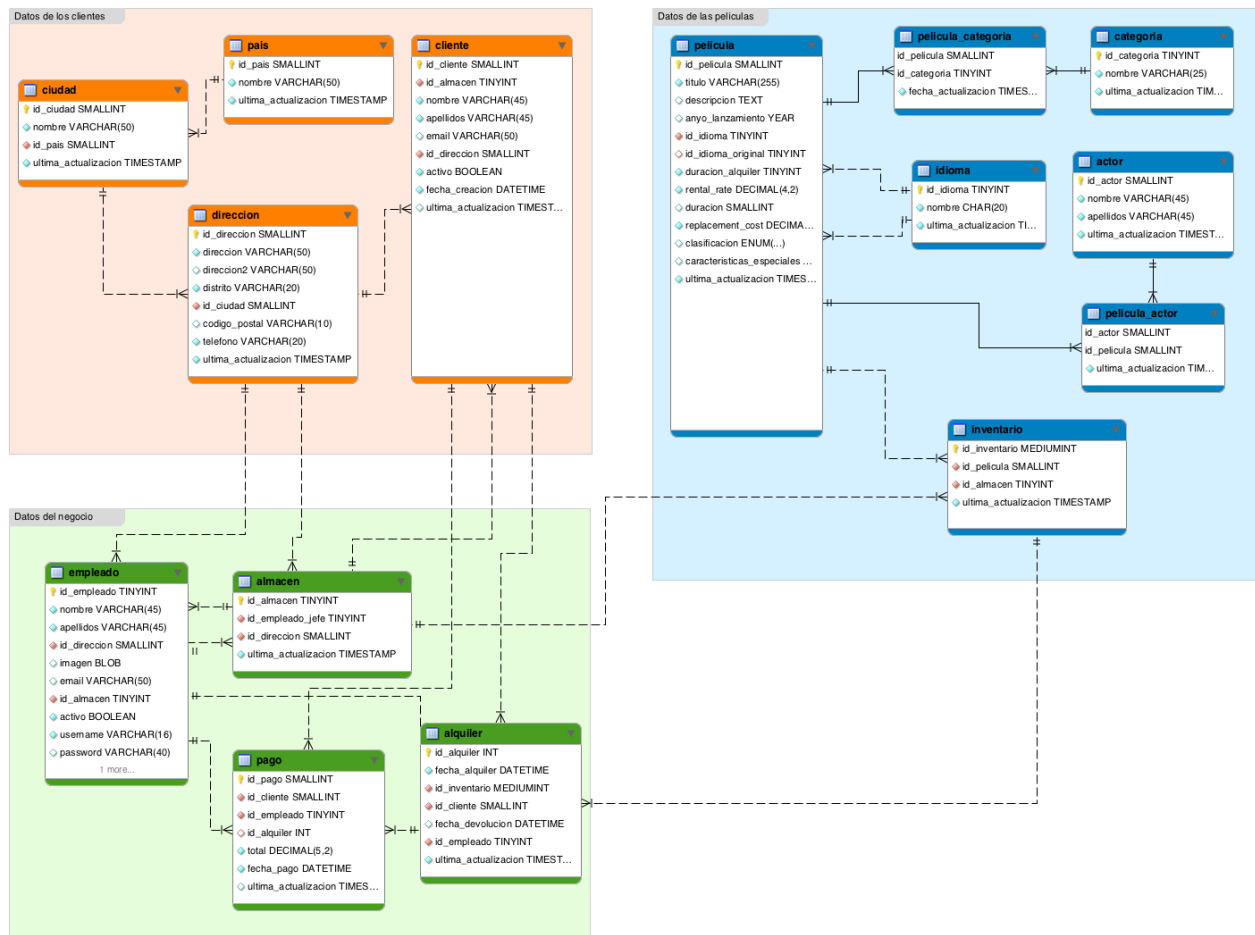 Datos de los clientes
pais
id_pais SMALLINT
nombre VARCHAR(50)
ultima_actualizacion TIMESTAMP
cliente
id_cliente SMALLINT
id_almacen TINYINT
nombre VARCHAR(45)
apellidos VARCHAR(45)
email VARCHAR(50)
id_direccion SMALLINT
activo BOOLEAN
fecha_creacion DATETIME
ultima_actualizacion TIMEST...
ciudad
id_ciudad SMALLINT
nombre VARCHAR(50)
id_pais SMALLINT
ultima_actualizacion TIMESTAMP
direccion
id_direccion SMALLINT
direccion VARCHAR(50)
direccion2 VARCHAR(50)
distrito VARCHAR(20)
id_ciudad SMALLINT
codigo_postal VARCHAR(10)
telefono VARCHAR(20)
ultima_actualizacion TIMESTAMP
Datos de las películas
pelicula
id_pelicula SMALLINT
titulo VARCHAR(255)
descripcion TEXT
anyo_lanzamiento YEAR
id_idioma TINYINT
id_idioma_original TINYINT
duracion_alquiler TINYINT
rental_rate DECIMAL(4,2)
duracion SMALLINT
replacement_cost DECIMA...
clasificacion ENUM(...)
caracteristicas_especiales ...
ultima_actualizacion TIMES...
pelicula_categoria
id_pelicula SMALLINT
id_categoria TINYINT
fecha_actualizacion TIMES...
categoria
id_categoria TINYINT
nombre VARCHAR(25)
ultima_actualizacion TIM...
idioma
id_idioma TINYINT
nombre CHAR(20)
ultima_actualizacion TI...
actor
id_actor SMALLINT
nombre VARCHAR(45)
apellidos VARCHAR(45)
ultima_actualizacion TIMEST...
pelicula_actor
id_actor SMALLINT
id_pelicula SMALLINT
ultima_actualizacion TIM...
inventario
id_inventario MEDIUMINT
id_pelicula SMALLINT
id_almacen TINYINT
ultima_actualizacion TIMESTAMP
Datos del negocio
empleado
id_empleado TINYINT
nombre VARCHAR(45)
apellidos VARCHAR(45)
id_direccion SMALLINT
imagen BLOB
email VARCHAR(50)
id_almacen TINYINT
activo BOOLEAN
username VARCHAR(16)
password VARCHAR(40)
1 more...
almacen
id_almacen TINYINT
id_empleado_jefe TINYINT
id_direccion SMALLINT
ultima_actualizacion TIMESTAMP
pago
id_pago SMALLINT
id_cliente SMALLINT
id_empleado TINYINT
id_alquiler INT
total DECIMAL(5,2)
fecha_pago DATETIME
ultima_actualizacion TIMES...
alquiler
id_alquiler INT
fecha_alquiler DATETIME
id_inventario MEDIUMINT
id_cliente SMALLINT
fecha_devolucion DATETIME
id_empleado TINYINT
ultima_actualizacion TIMEST...